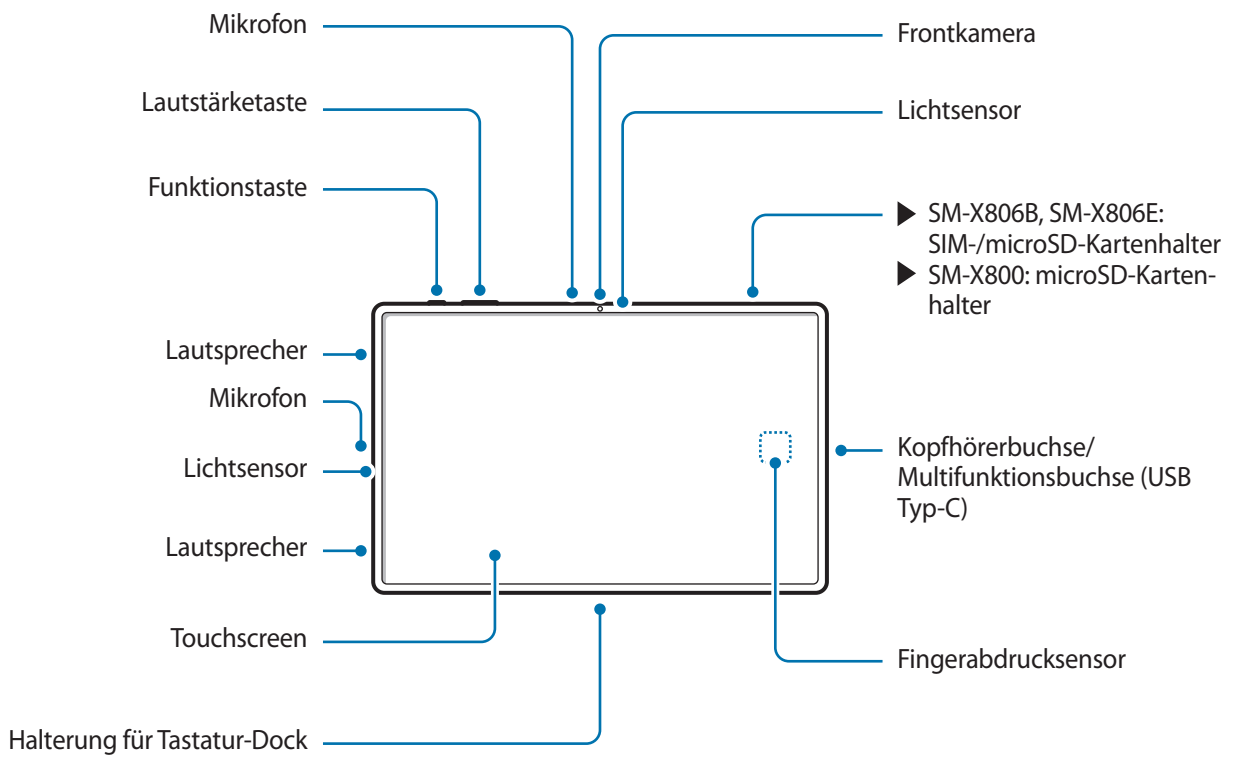 Mikrofon
Lautstärketaste
Funktionstaste
Lautsprecher
Mikrofon
Lichtsensor
Lautsprecher
Touchscreen
Halterung für Tastatur-Dock
Frontkamera
Lichtsensor
▶ SM-X806B, SM-X806E:
SIM-/microSD-Kartenhalter
▶ SM-X800: microSD-Karten-
halter
Kopfhörerbuchse/
Multifunktionsbuchse (USB
Typ-C)
Fingerabdrucksensor